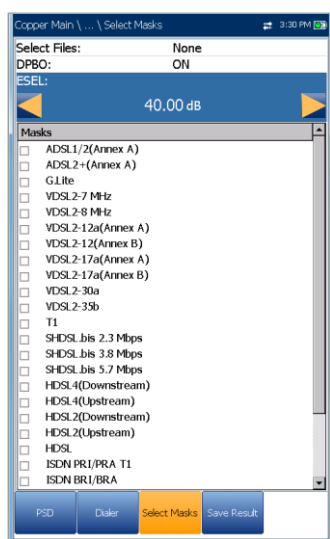 Copper Main \ ... \ Select Masks 3:30 PM
Select Files: None
DPBO: ON
ESEL:
40.00 dB
Masks
ADSL1/2(Annex A)
ADSL2+(Annex A)
G.Lite
VDSL2-7 MHz
VDSL2-8 MHz
VDSL2-12a(Annex A)
VDSL2-12(Annex B)
VDSL2-17a(Annex A)
VDSL2-17a(Annex B)
VDSL2-30a
VDSL2-35b
T1
SHDSL.bis 2.3 Mbps
SHDSL.bis 3.8 Mbps
SHDSL.bis 5.7 Mbps
HDSL4(Downstream)
HDSL4(Upstream)
HDSL2(Downstream)
HDSL2(Upstream)
HDSL
ISDN PRI/PRA T1
ISDN BRI/BRA
PSD Dialer Select Masks Save Result